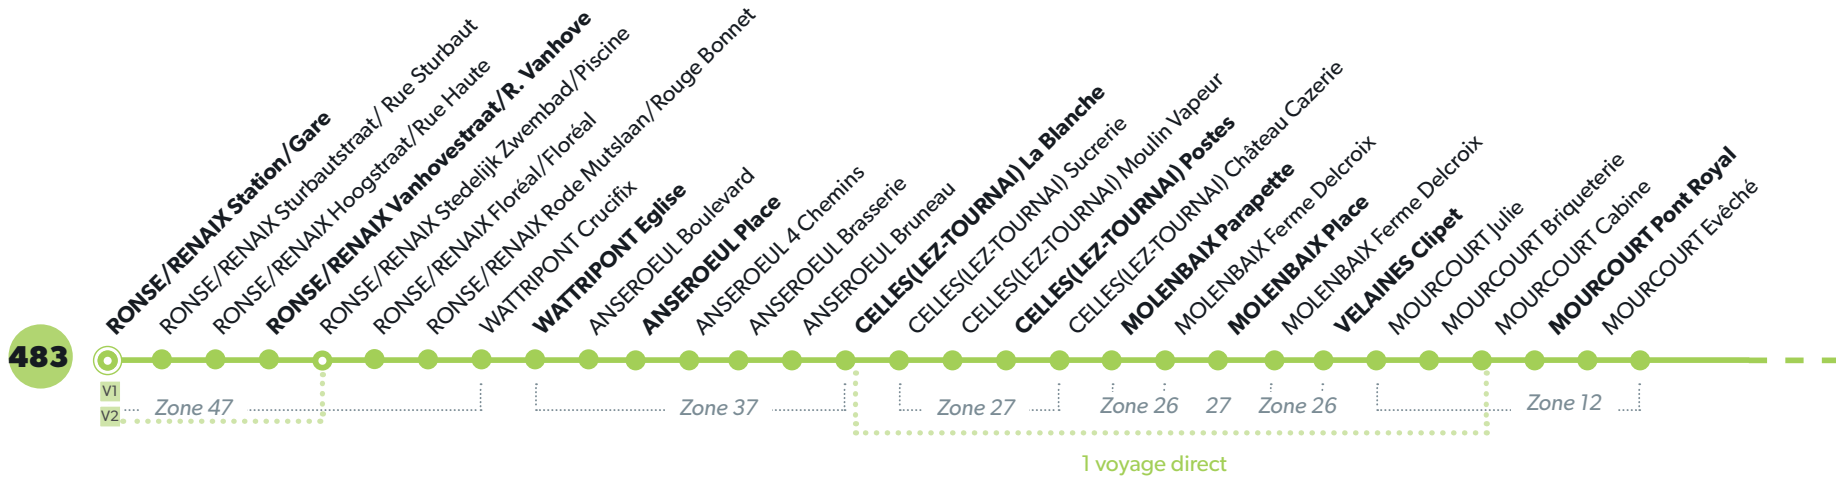 RONSE/RENAIX Station/Gare
RONSE/RENAIX Sturbautstraat/ Rue Sturbaut
RONSE/RENAIX Hoogstraat/Rue Haute
RONSE/RENAIX Vanhovestraat/R. Vanhove
RONSE/RENAIX Stedelijk Zwembad/Piscine
RONSE/RENAIX Floréal/Floréal
RONSE/RENAIX Rode Mutslaan/Rouge Bonnet
WATTRIPONT Crucifix
WATTRIPONT Eglise
ANSEROEUL Boulevard
ANSEROEUL Place
ANSEROEUL 4 Chemins
ANSEROEUL Brasserie
ANSEROEUL Bruneau
CELLES(LEZ-TOURNAI) La Blanche
CELLES(LEZ-TOURNAI) Sucrerie
CELLES(LEZ-TOURNAI) Moulin Vapeur
CELLES(LEZ-TOURNAI) Postes
CELLES(LEZ-TOURNAI) Château Cazerie
MOLENBAIX Parapette
MOLENBAIX Ferme Delcroix
MOLENBAIX Place
MOLENBAIX Ferme Delcroix
VELAINES Clipet
MOURCOURT Julie
MOURCOURT Briqueterie
MOURCOURT Cabine
MOURCOURT Pont Royal
MOURCOURT Evêché
483
V1
V2
Zone 47
Zone 37
Zone 27
Zone 26
27
Zone 26
Zone 12
1 voyage direct